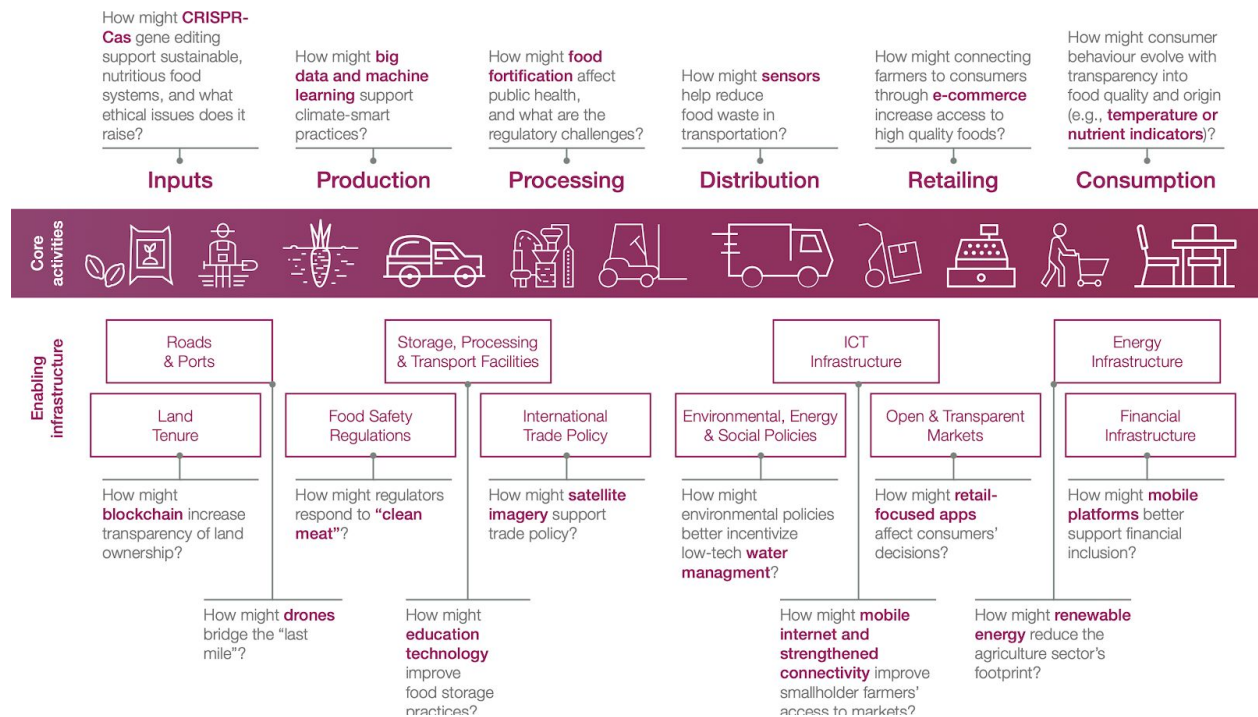 How might CRISPR-
Cas gene editing
support sustainable,
nutritious food
systems, and what
ethical issues does it
raise?
How might big
data and machine
learning support
climate-smart
practices?
How might food
fortification affect
public health,
and what are the
regulatory challenges?
How might sensors
help reduce
food waste in
transportation?
How might connecting
farmers to consumers
through e-commerce
increase access to
high quality foods?
How might consumer
behaviour evolve with
transparency into
food quality and origin
(e.g., temperature or
nutrient indicators)?
Inputs
Production
Processing
Distribution
Retailing
Consumption
Core
activities
Enabling
infrastructure
Roads
& Ports
Storage, Processing
& Transport Facilities
ICT
Infrastructure
Energy
Infrastructure
Land
Tenure
Food Safety
Regulations
International
Trade Policy
Environmental, Energy
& Social Policies
Open & Transparent
Markets
Financial
Infrastructure
How might
blockchain increase
transparency of land
ownership?
How might regulators
respond to “clean
meat”?
How might satellite
imagery support
trade policy?
How might
environmental policies
better incentivize
low-tech water
managment?
How might retail-
focused apps
affect consumers’
decisions?
How might mobile
platforms better
support financial
inclusion?
How might drones
bridge the “last
mile”?
How might
education
technology
improve
food storage
practices?
How might mobile
internet and
strengthened
connectivity improve
smallholder farmers’
access to markets?
How might renewable
energy reduce the
agriculture sector’s
footprint?